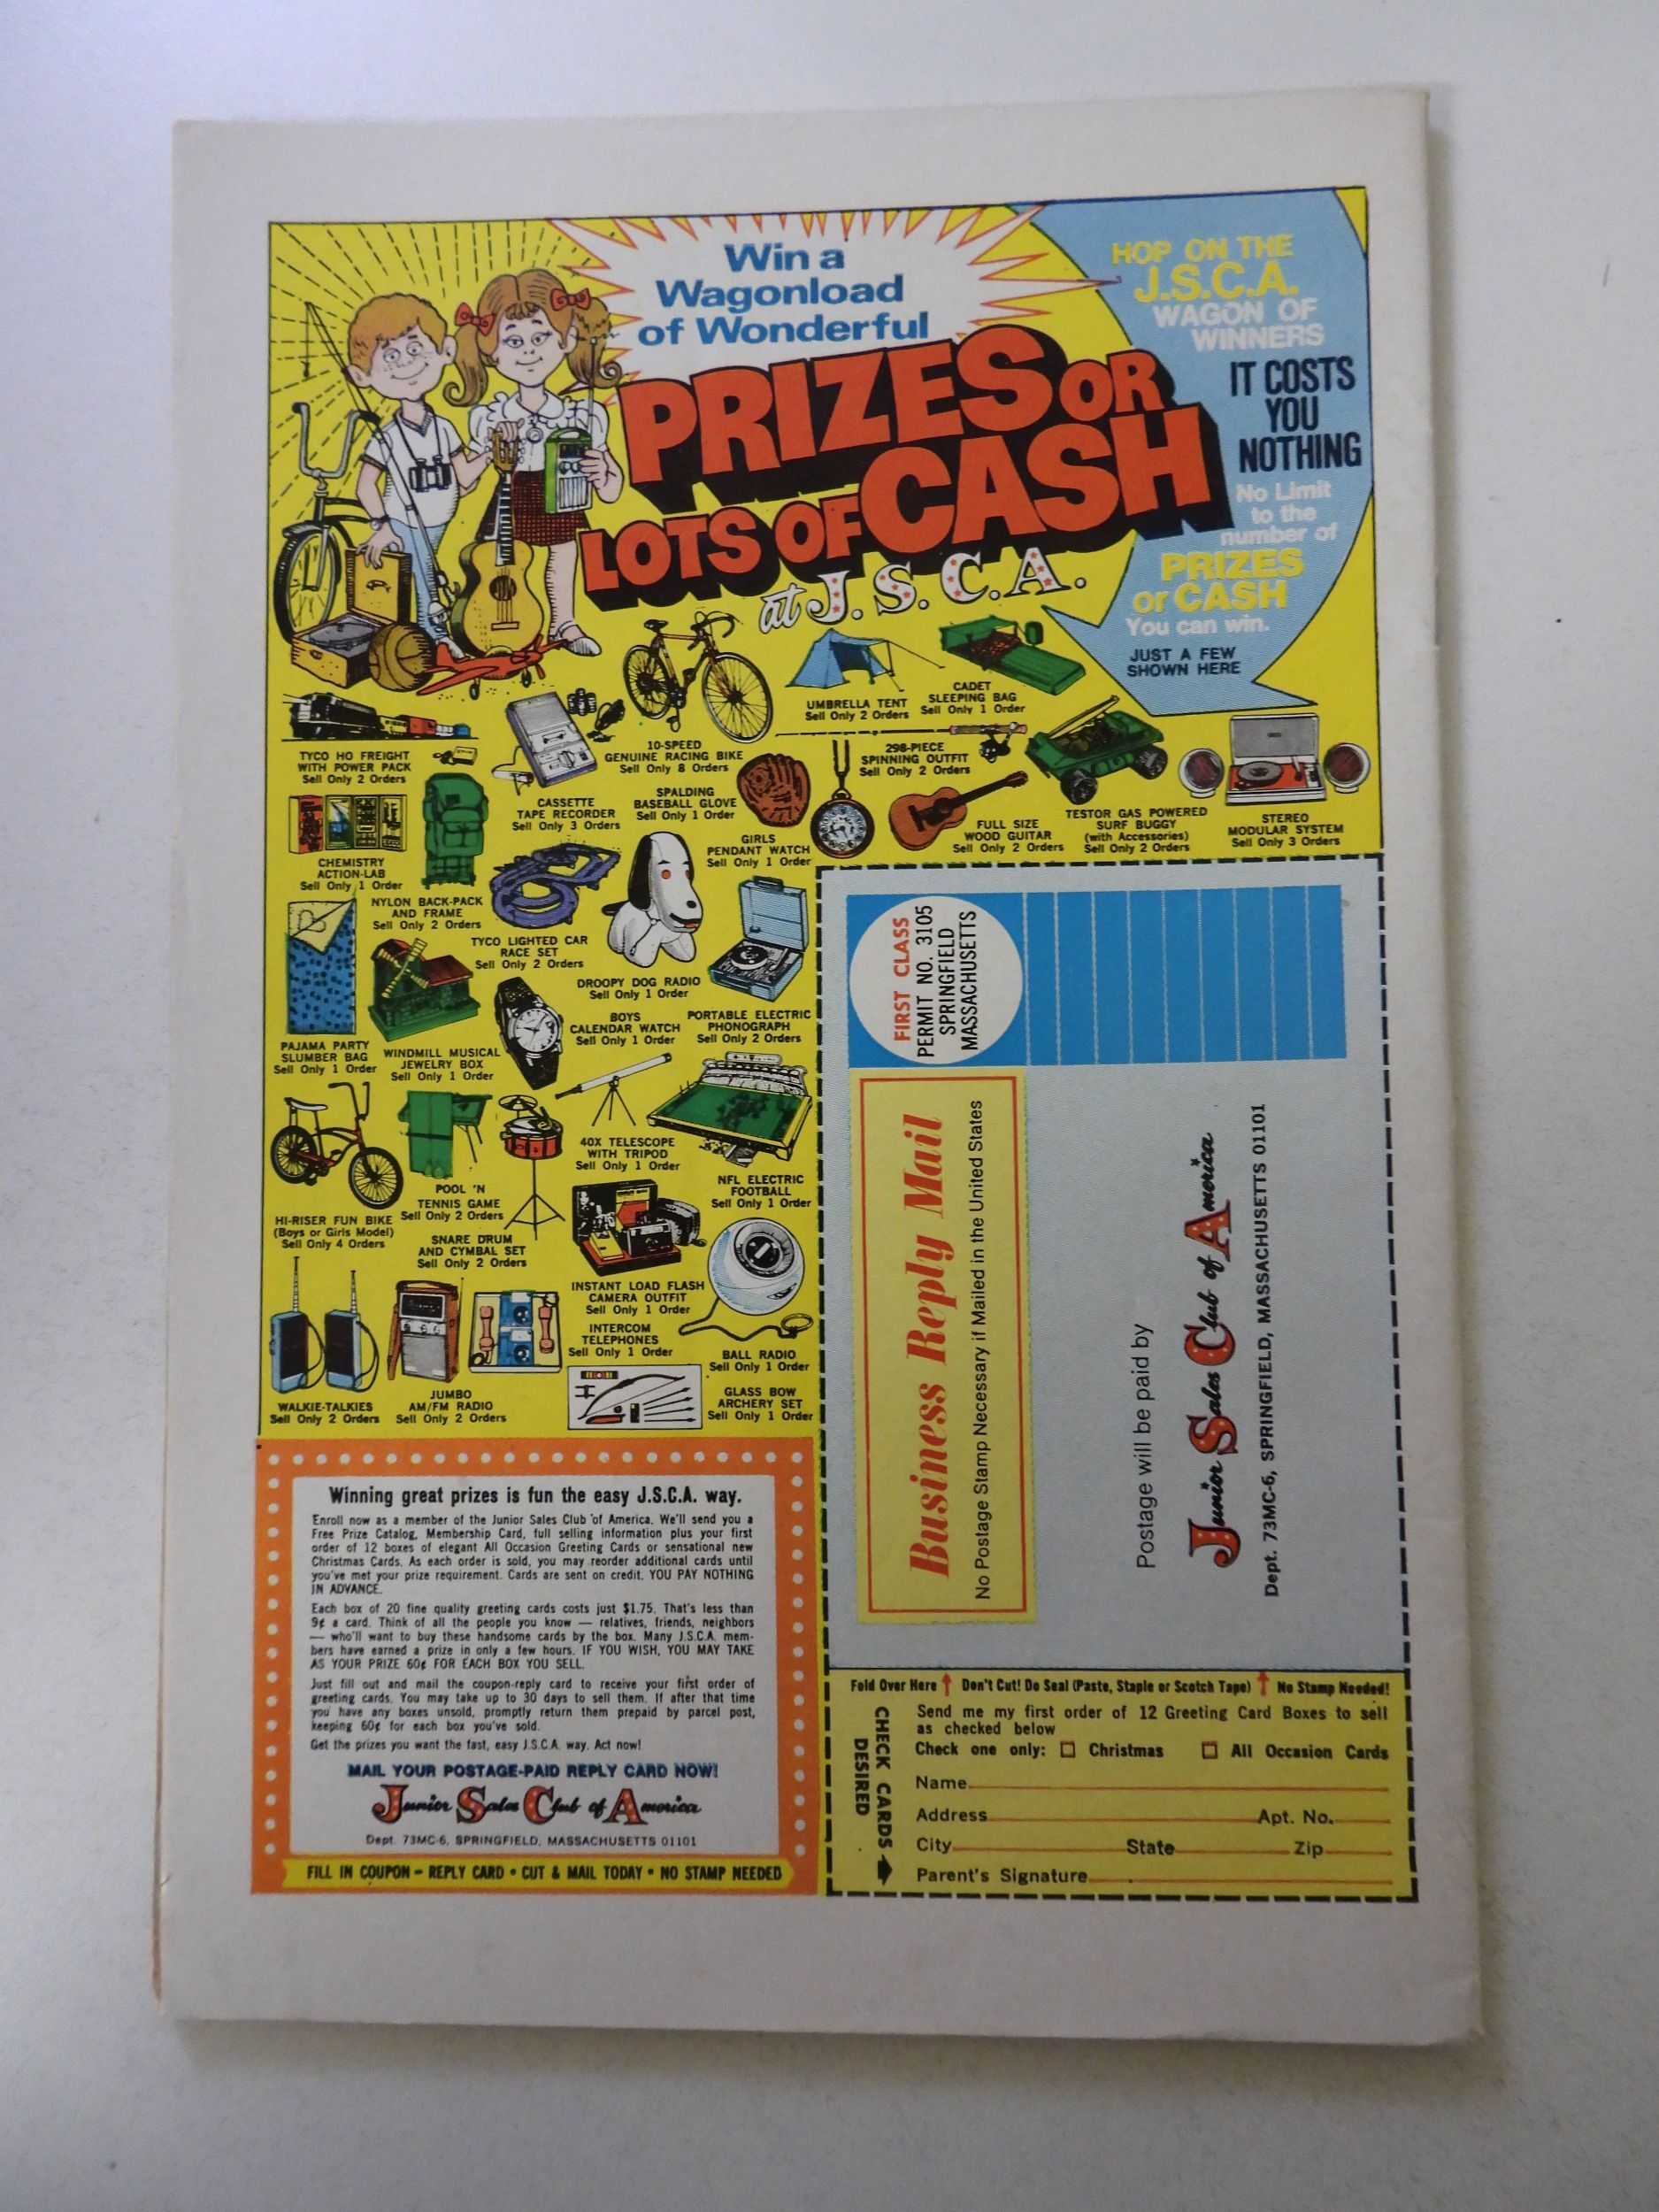 Win a
Wagonload
of Wonderful
PRIZES OR
LOTS OF CASH
at J.S.C.A.
HOP ON THE
J.S.C.A.
WAGON OF
WINNERS
IT COSTS
YOU
NOTHING
No Limit
to the
number of
PRIZES
or CASH
You can win.
JUST A FEW
SHOWN HERE
UMBRELLA TENT
Sell Only 2 Orders
CADET
SLEEPING BAG
Sell Only 1 Order
TYCO HO FREIGHT
WITH POWER PACK
Sell Only 2 Orders
CASSETTE
TAPE RECORDER
Sell Only 3 Orders
10-SPEED
GENUINE RACING BIKE
Sell Only 8 Orders
SPALDING
BASEBALL GLOVE
Sell Only 1 Order
298-PIECE
SPINNING OUTFIT
Sell Only 2 Orders
GIRLS
PENDANT WATCH
Sell Only 1 Order
FULL SIZE
WOOD GUITAR
Sell Only 2 Orders
TESTOR GAS POWERED
SURF BUGGY
(with Accessories)
Sell Only 2 Orders
STEREO
MODULAR SYSTEM
Sell Only 3 Orders
CHEMISTRY
ACTION-LAB
Sell Only 1 Order
NYLON BACK-PACK
AND FRAME
Sell Only 2 Orders
TYCO LIGHTED CAR
RACE SET
Sell Only 2 Orders
DROOPY DOG RADIO
Sell Only 1 Order
PAJAMA PARTY
SLUMBER BAG
Sell Only 1 Order
WINDMILL MUSICAL
JEWELRY BOX
Sell Only 1 Order
BOYS
CALENDAR WATCH
Sell Only 1 Order
PORTABLE ELECTRIC
PHONOGRAPH
Sell Only 2 Orders
HI-RISER FUN BIKE
(Boys or Girls Model)
Sell Only 4 Orders
POOL 'N
TENNIS GAME
Sell Only 2 Orders
SNARE DRUM
AND CYMBAL SET
Sell Only 2 Orders
40X TELESCOPE
WITH TRIPOD
Sell Only 1 Order
NFL ELECTRIC
FOOTBALL
Sell Only 1 Order
INSTANT LOAD FLASH
CAMERA OUTFIT
Sell Only 1 Order
INTERCOM
TELEPHONES
Sell Only 1 Order
BALL RADIO
Sell Only 1 Order
WALKIE-TALKIES
Sell Only 2 Orders
JUMBO
AM/FM RADIO
Sell Only 2 Orders
GLASS BOW
ARCHERY SET
Sell Only 1 Order
Winning great prizes is fun the easy J.S.C.A. way.
Enroll now as a member of the Junior Sales Club of America. We'll send you a
Free Prize Catalog, Membership Card, full selling information plus your first
order of 12 boxes of elegant All Occasion Greeting Cards or sensational new
Christmas Cards. As each order is sold, you may reorder additional cards until
you've met your prize requirement. Cards are sent on credit. YOU PAY NOTHING
IN ADVANCE.
Each box of 20 fine quality greeting cards costs just $1.75. That's less than
9¢ a card. Think of all the people you know — relatives, friends, neighbors
— who'll want to buy these handsome cards by the box. Many J.S.C.A. mem-
bers have earned a prize in only a few hours. IF YOU WISH, YOU MAY TAKE
AS YOUR PRIZE 60¢ FOR EACH BOX YOU SELL.
Just fill out and mail the coupon-reply card to receive your first order of
greeting cards. You may take up to 30 days to sell them. If after that time
you have any boxes unsold, promptly return them prepaid by parcel post,
keeping 60¢ for each box you've sold.
Get the prizes you want the fast, easy J.S.C.A. way. Act now!
MAIL YOUR POSTAGE-PAID REPLY CARD NOW!
Junior Sales Club of America
Dept. 73MC-6, SPRINGFIELD, MASSACHUSETTS 01101
FILL IN COUPON – REPLY CARD • CUT & MAIL TODAY • NO STAMP NEEDED
FIRST CLASS
PERMIT NO. 3105
SPRINGFIELD
MASSACHUSETTS
Business Reply Mail
No Postage Stamp Necessary if Mailed in the United States
Postage will be paid by
Junior Sales Club of America
Dept. 73MC-6, SPRINGFIELD, MASSACHUSETTS 01101
Fold Over Here ↑ Don't Cut! Do Seal (Paste, Staple or Scotch Tape) ↑ No Stamp Needed!
CHECK CARDS
DESIRED
Send me my first order of 12 Greeting Card Boxes to sell
as checked below
Check one only: □ Christmas □ All Occasion Cards
Name
Address Apt. No.
City State Zip
Parent's Signature